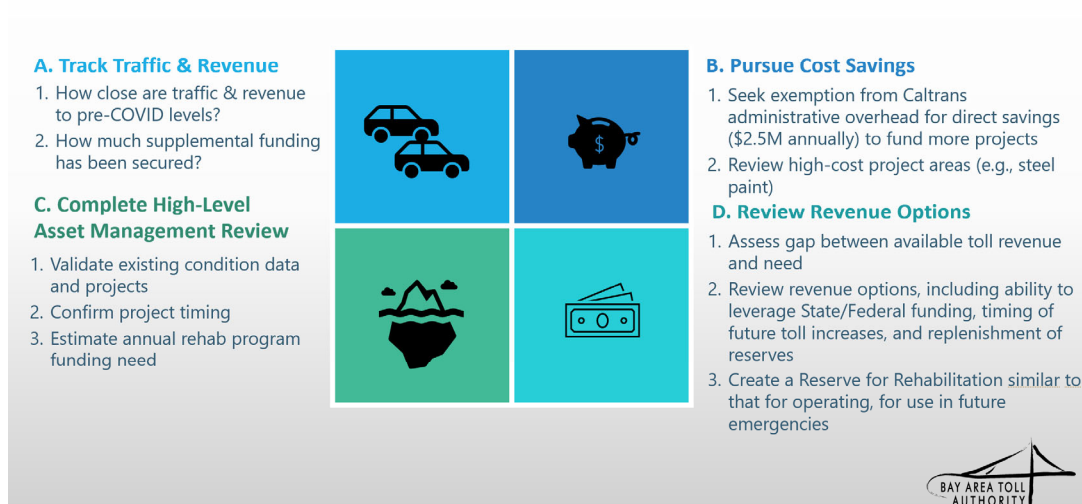 A. Track Traffic & Revenue
1. How close are traffic & revenue
to pre-COVID levels?
2. How much supplemental funding
has been secured?
C. Complete High-Level
Asset Management Review
1. Validate existing condition data
and projects
2. Confirm project timing
3. Estimate annual rehab program
funding need
$
B. Pursue Cost Savings
1. Seek exemption from Caltrans
administrative overhead for direct savings
($2.5M annually) to fund more projects
2. Review high-cost project areas (e.g., steel
paint)
D. Review Revenue Options
1. Assess gap between available toll revenue
and need
2. Review revenue options, including ability to
leverage State/Federal funding, timing of
future toll increases, and replenishment of
reserves
3. Create a Reserve for Rehabilitation similar to
that for operating, for use in future
emergencies
BAY AREA TOLL
AUTHORITY